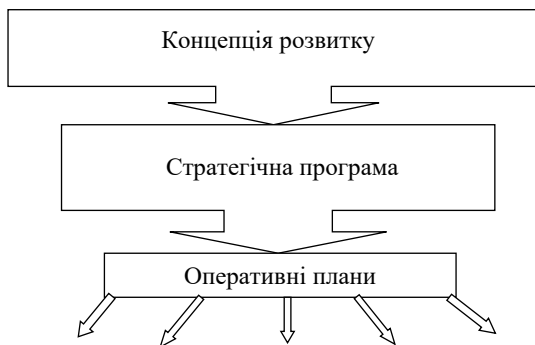 Концепція розвитку
Стратегічна програма
Оперативні плани